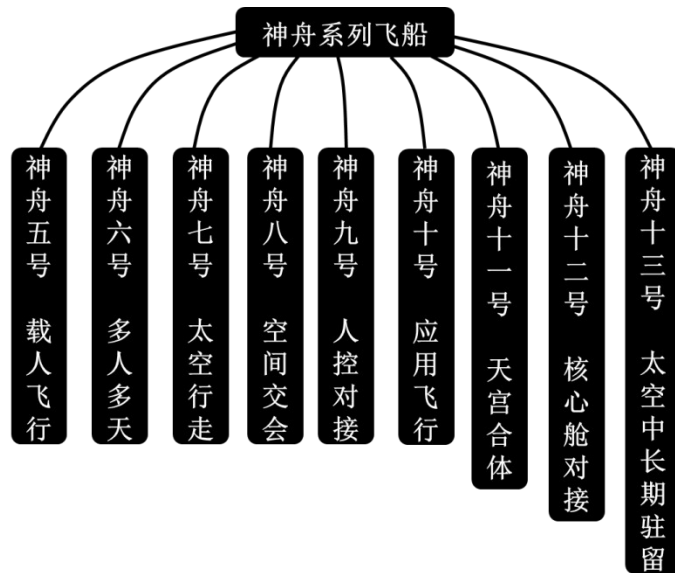 神舟系列飞船
神舟五号 载人飞行
神舟六号 多人多天
神舟七号 太空行走
神舟八号 空间交会
神舟九号 人控对接
神舟十号 应用飞行
神舟十一号 天宫合体
神舟十二号 核心舱对接
神舟十三号 太空中长期驻留